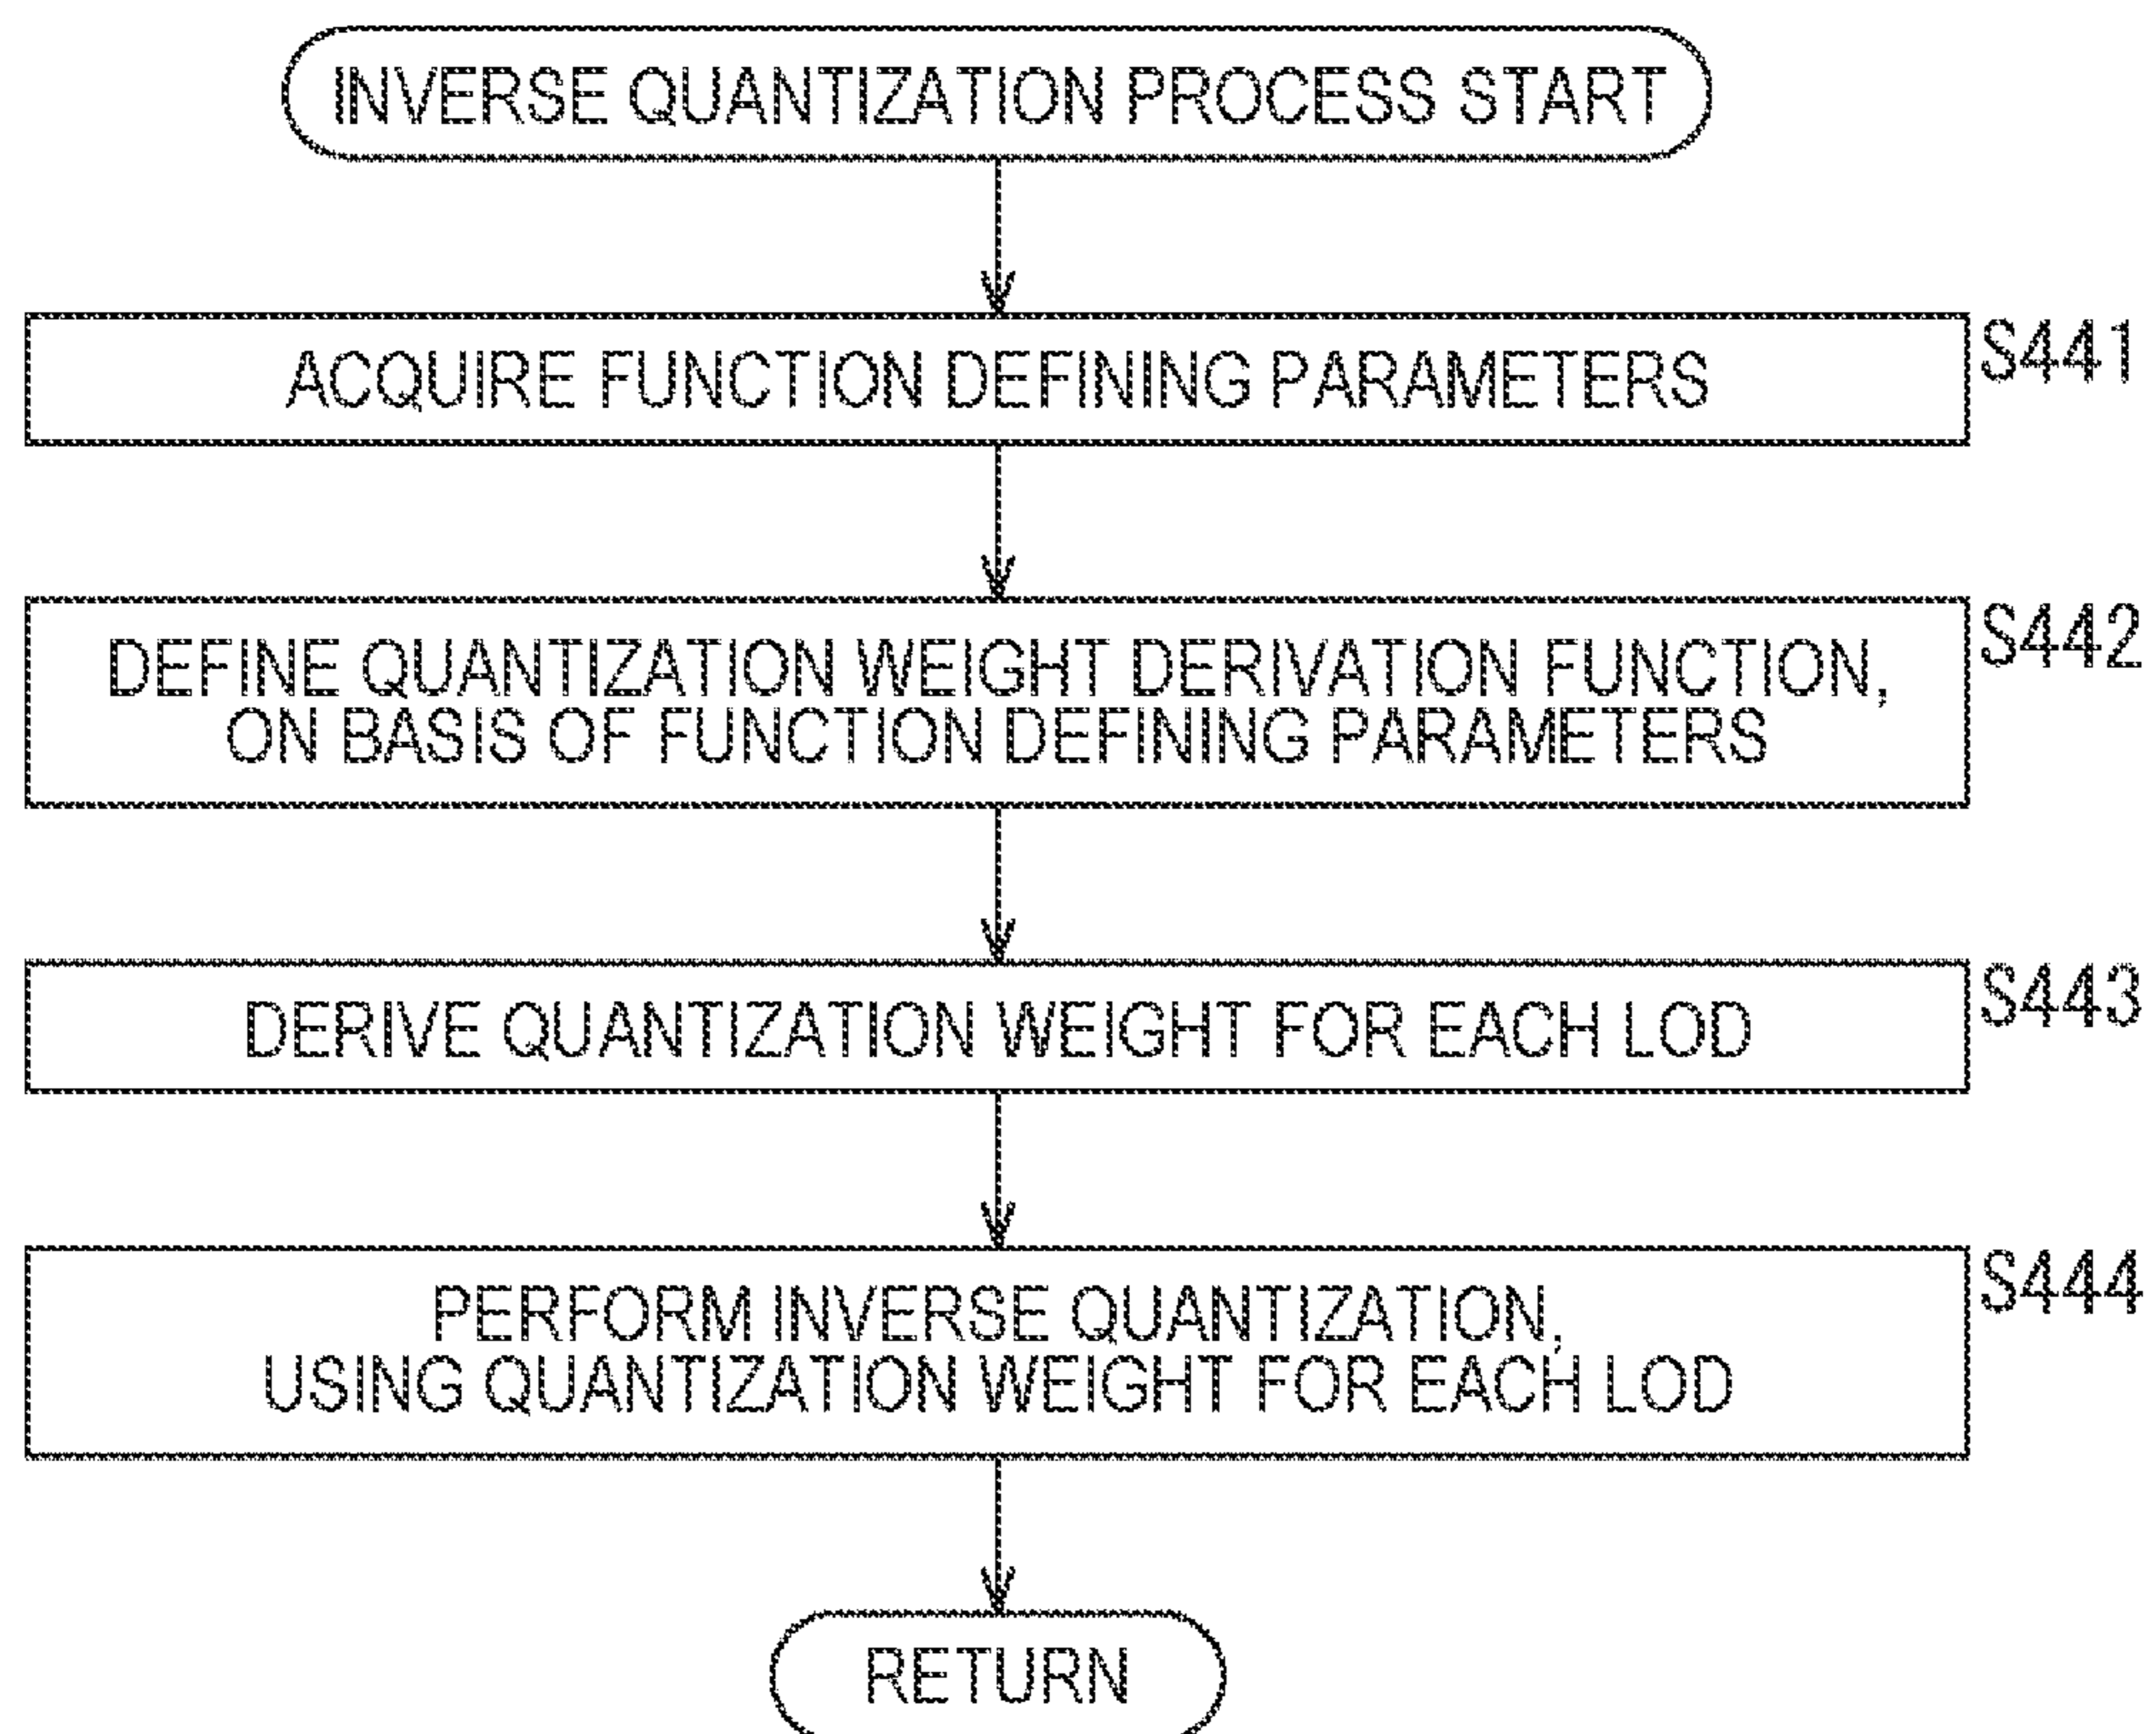 INVERSE QUANTIZATION PROCESS START
ACQUIRE FUNCTION DEFINING PARAMETERS
S441
DEFINE QUANTIZATION WEIGHT DERIVATION FUNCTION,
ON BASIS OF FUNCTION DEFINING PARAMETERS
S442
DERIVE QUANTIZATION WEIGHT FOR EACH LOD
S443
PERFORM INVERSE QUANTIZATION,
USING QUANTIZATION WEIGHT FOR EACH LOD
S444
RETURN